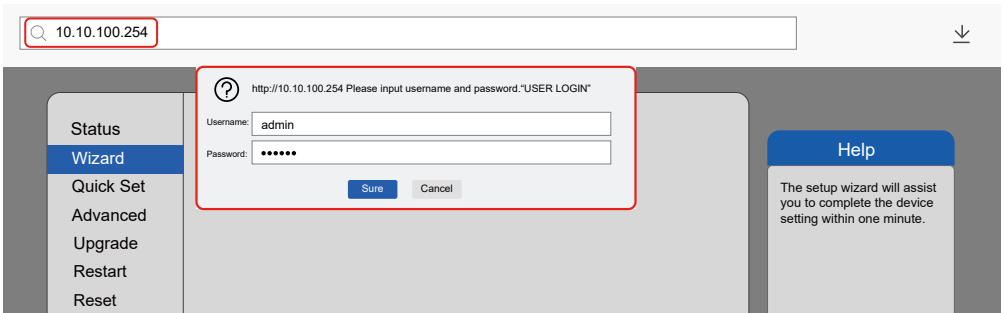 10.10.100.254
http://10.10.100.254 Please input username and password.“USER LOGIN”
Username: admin
Password: ••••••
Sure Cancel
Status
Wizard
Quick Set
Advanced
Upgrade
Restart
Reset
Help
The setup wizard will assist
you to complete the device
setting within one minute.